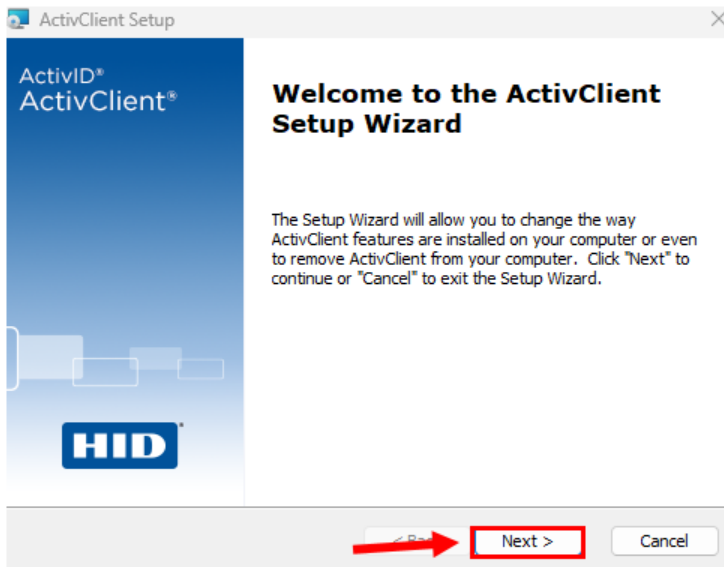 ActivClient Setup
ActivID®
ActivClient®
Welcome to the ActivClient
Setup Wizard
The Setup Wizard will allow you to change the way
ActivClient features are installed on your computer or even
to remove ActivClient from your computer. Click "Next" to
continue or "Cancel" to exit the Setup Wizard.
HID
Next >
Cancel